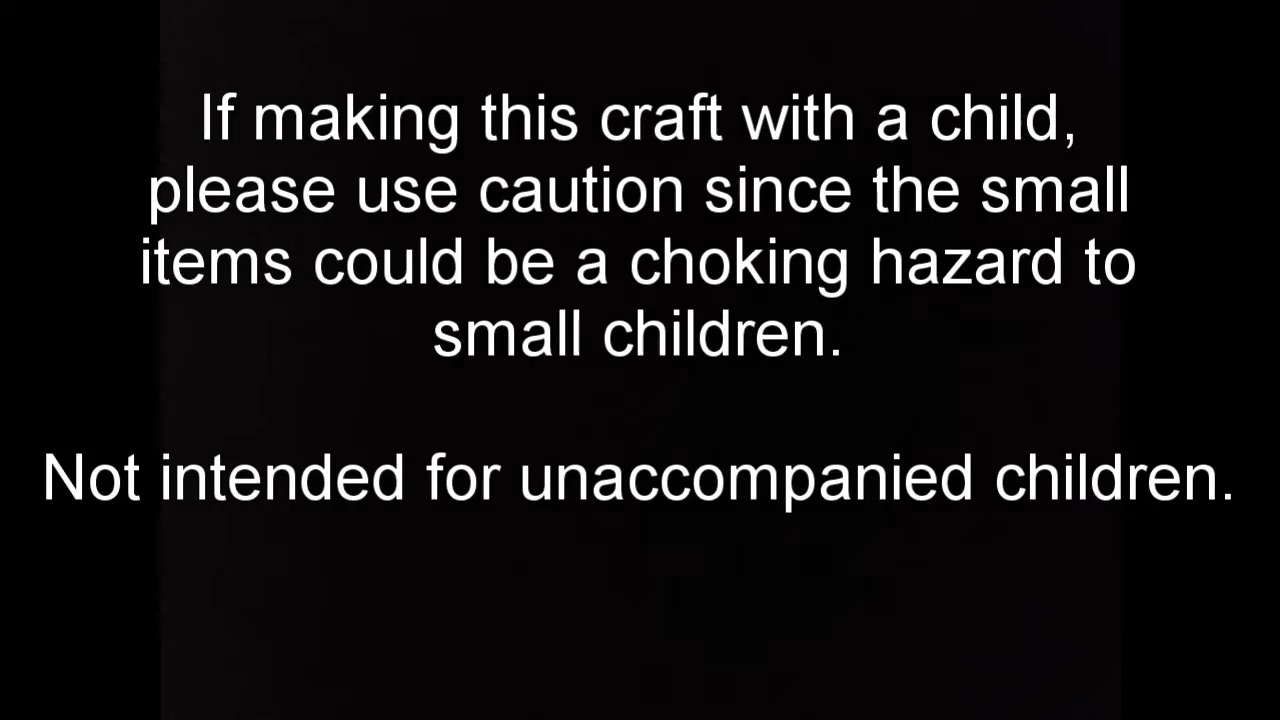 If making this craft with a child,
please use caution since the small
items could be a choking hazard to
small children.
Not intended for unaccompanied children.